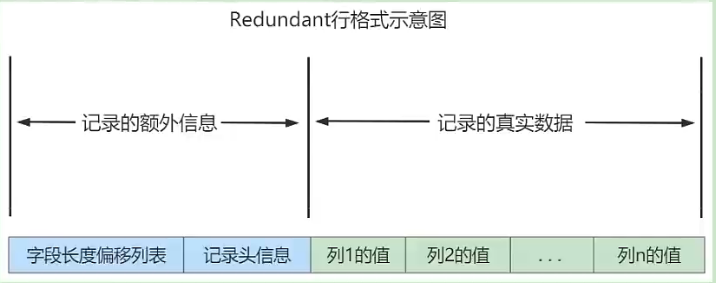 Redundant行格式示意图
记录的额外信息
记录的真实数据
字段长度偏移列表
记录头信息
列1的值
列2的值
...
列n的值